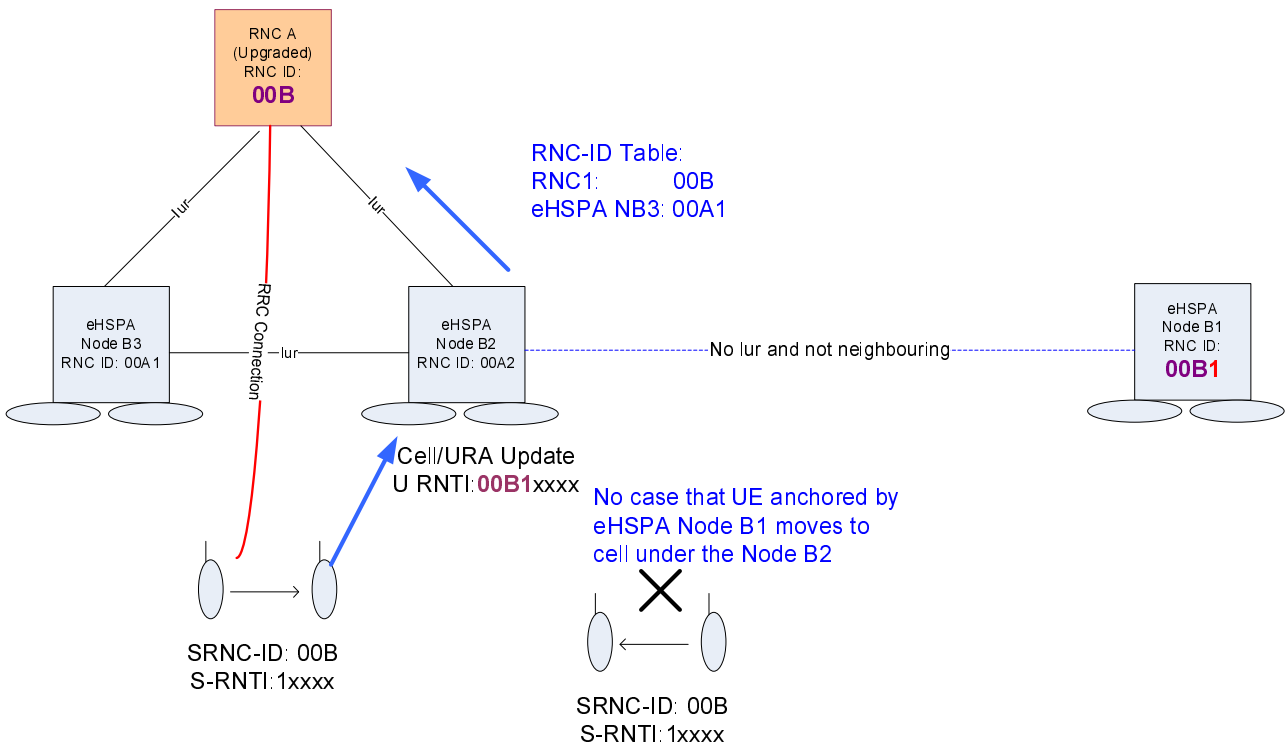 RNC A
(Upgraded)
RNC ID:
00B
RNC-ID Table:
RNC1: 00B
eHSPA NB3: 00A1
Iur
Iur
eHSPA
Node B3
RNC ID: 00A1
RRC Connection
Iur
eHSPA
Node B2
RNC ID: 00A2
No Iur and not neighbouring
eHSPA
Node B1
RNC ID:
00B1
Cell/URA Update
U RNTI:00B1xxxx
No case that UE anchored by
eHSPA Node B1 moves to
cell under the Node B2
SRNC-ID: 00B
S-RNTI:1xxxx
SRNC-ID: 00B
S-RNTI:1xxxx